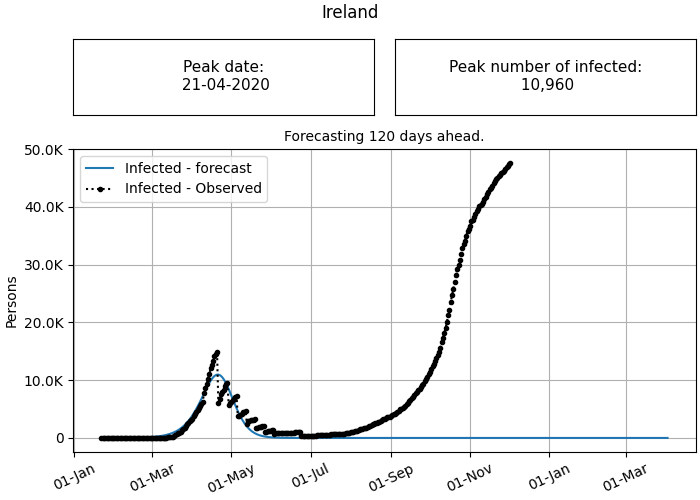 Ireland
Peak date:
21-04-2020
Peak number of infected:
10,960
Forecasting 120 days ahead.
50.0K
40.0K
30.0K
20.0K
10.0K
0
Persons
Infected - forecast
Infected - Observed
01-Jan
01-Mar
01-May
01-Jul
01-Sep
01-Nov
01-Jan
01-Mar